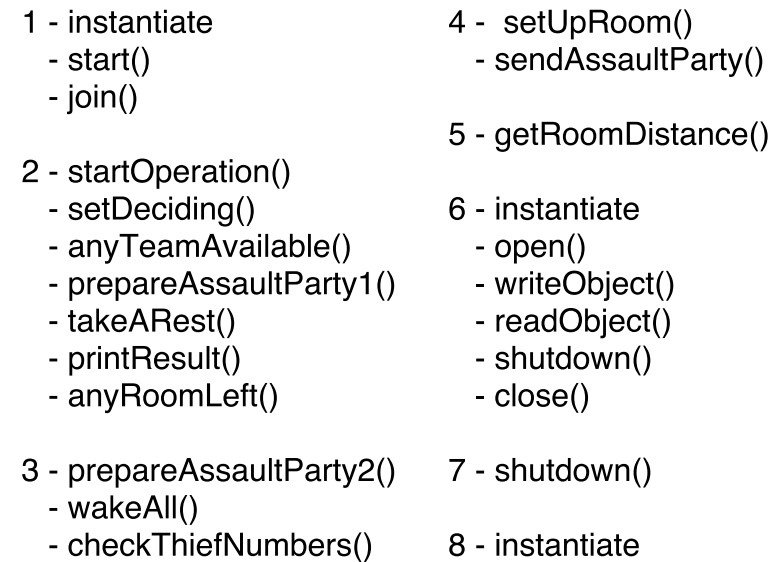 1 - instantiate
- start()
- join()
2 - startOperation()
- setDeciding()
- anyTeamAvailable()
- prepareAssaultParty1()
- takeARest()
- printResult()
- anyRoomLeft()
3 - prepareAssaultParty2()
- wakeAll()
- checkThiefNumbers()
4 - setUpRoom()
- sendAssaultParty()
5 - getRoomDistance()
6 - instantiate
- open()
- writeObject()
- readObject()
- shutdown()
- close()
7 - shutdown()
8 - instantiate